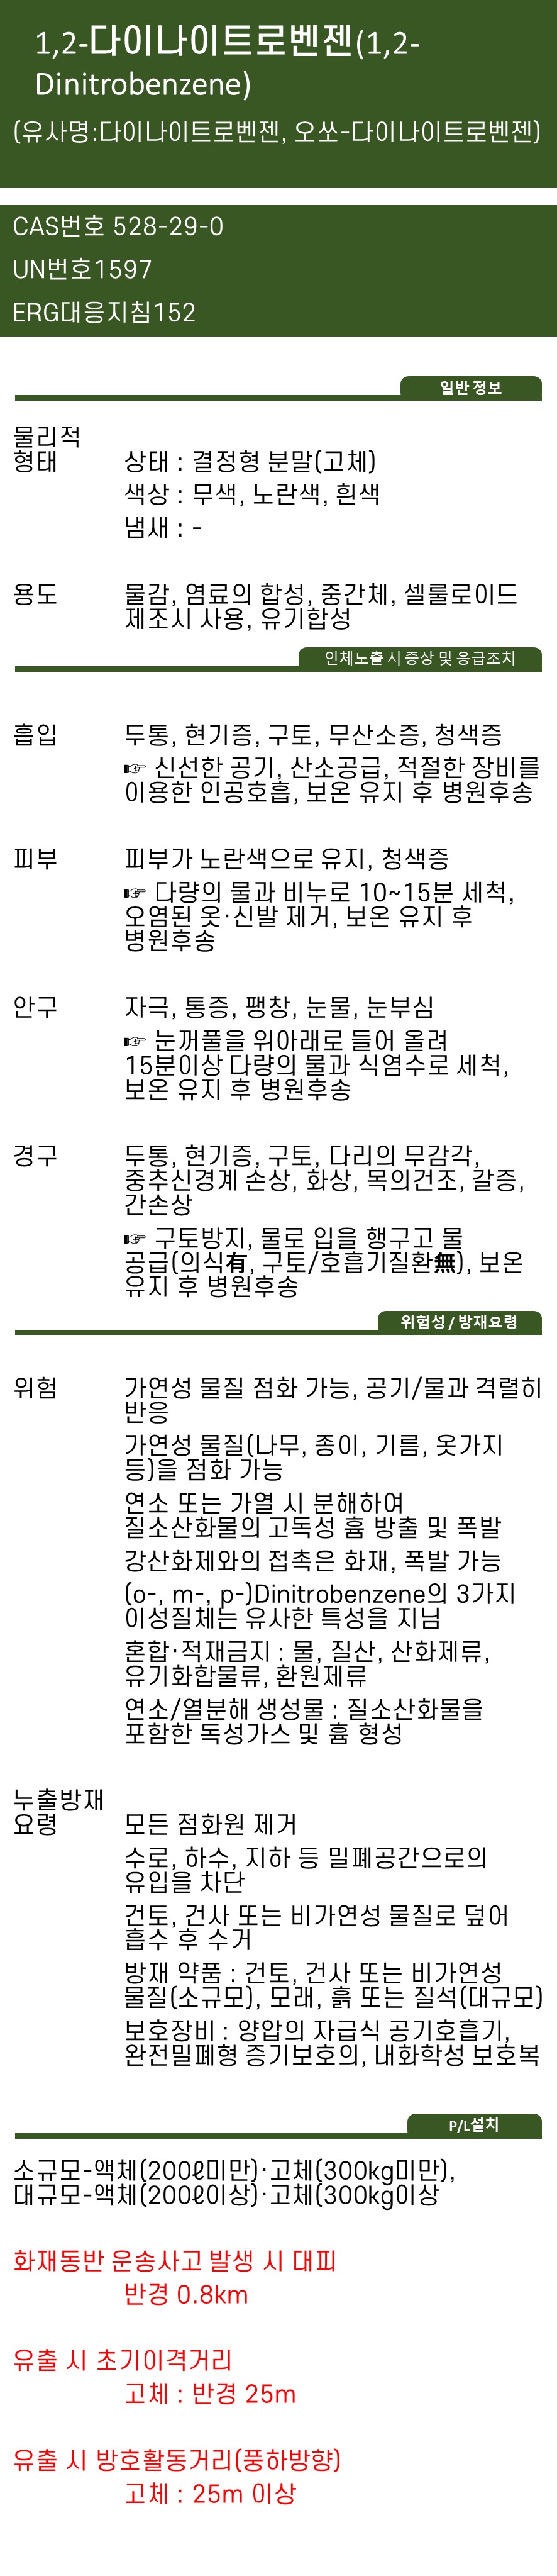 1,2-다이나이트로벤젠(1,2-
Dinitrobenzene)
(유사명:다이나이트로벤젠, 오쏘-다이나이트로벤젠)
CAS번호 528-29-0
UN번호1597
ERG대응지침152
일반 정보
물리적
형태 상태 : 결정형 분말(고체)
색상 : 무색, 노란색, 흰색
냄새 : -
용도 물감, 염료의 합성, 중간체, 셀룰로이드
제조시 사용, 유기합성
인체노출 시 증상 및 응급조치
흡입 두통, 현기증, 구토, 무산소증, 청색증
☞ 신선한 공기, 산소공급, 적절한 장비를
이용한 인공호흡, 보온 유지 후 병원후송
피부 피부가 노란색으로 유지, 청색증
☞ 다량의 물과 비누로 10~15분 세척,
오염된 옷·신발 제거, 보온 유지 후
병원후송
안구 자극, 통증, 팽창, 눈물, 눈부심
☞ 눈꺼풀을 위아래로 들어 올려
15분이상 다량의 물과 식염수로 세척,
보온 유지 후 병원후송
경구 두통, 현기증, 구토, 다리의 무감각,
중추신경계 손상, 화상, 목의건조, 갈증,
간손상
☞ 구토방지, 물로 입을 행구고 물
공급(의식有, 구토/호흡기질환無), 보온
유지 후 병원후송
위험성 / 방재요령
위험 가연성 물질 점화 가능, 공기/물과 격렬히
반응
가연성 물질(나무, 종이, 기름, 옷가지
등)을 점화 가능
연소 또는 가열 시 분해하여
질소산화물의 고독성 흄 방출 및 폭발
강산화제와의 접촉은 화재, 폭발 가능
(o-, m-, p-)Dinitrobenzene의 3가지
이성질체는 유사한 특성을 지님
혼합·적재금지 : 물, 질산, 산화제류,
유기화합물류, 환원제류
연소/열분해 생성물 : 질소산화물을
포함한 독성가스 및 흄 형성
누출방재
요령 모든 점화원 제거
수로, 하수, 지하 등 밀폐공간으로의
유입을 차단
건토, 건사 또는 비가연성 물질로 덮어
흡수 후 수거
방재 약품 : 건토, 건사 또는 비가연성
물질(소규모), 모래, 흙 또는 질석(대규모)
보호장비 : 양압의 자급식 공기호흡기,
완전밀폐형 증기보호의, 내화학성 보호복
P/L설치
소규모-액체(200ℓ미만)·고체(300kg미만),
대규모-액체(200ℓ이상)·고체(300kg이상
화재동반 운송사고 발생 시 대피
반경 0.8km
유출 시 초기이격거리
고체 : 반경 25m
유출 시 방호활동거리(풍하방향)
고체 : 25m 이상